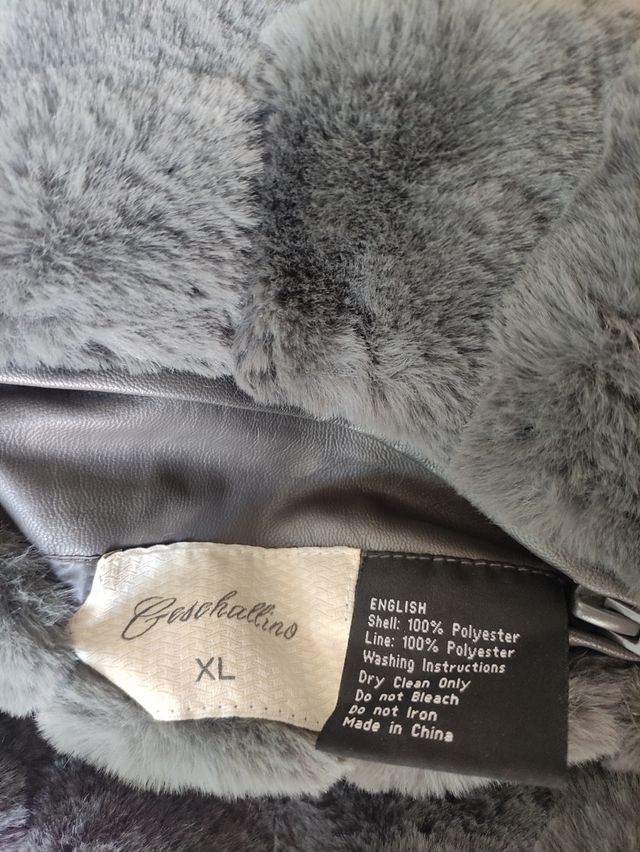 Geschallino
XL
ENGLISH
Shell: 100% Polyester
Line: 100% Polyester
Washing Instructions
Dry Clean Only
Do not Bleach
Do not Iron
Made in China